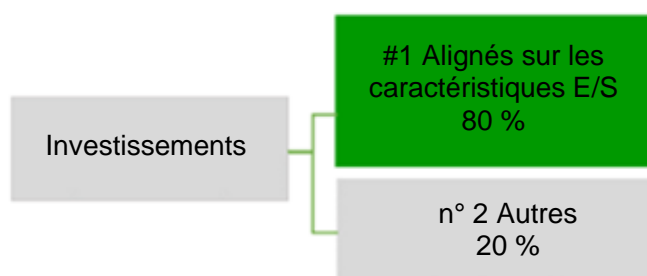 Investissements
#1 Alignés sur les
caractéristiques E/S
80 %
n° 2 Autres
20 %